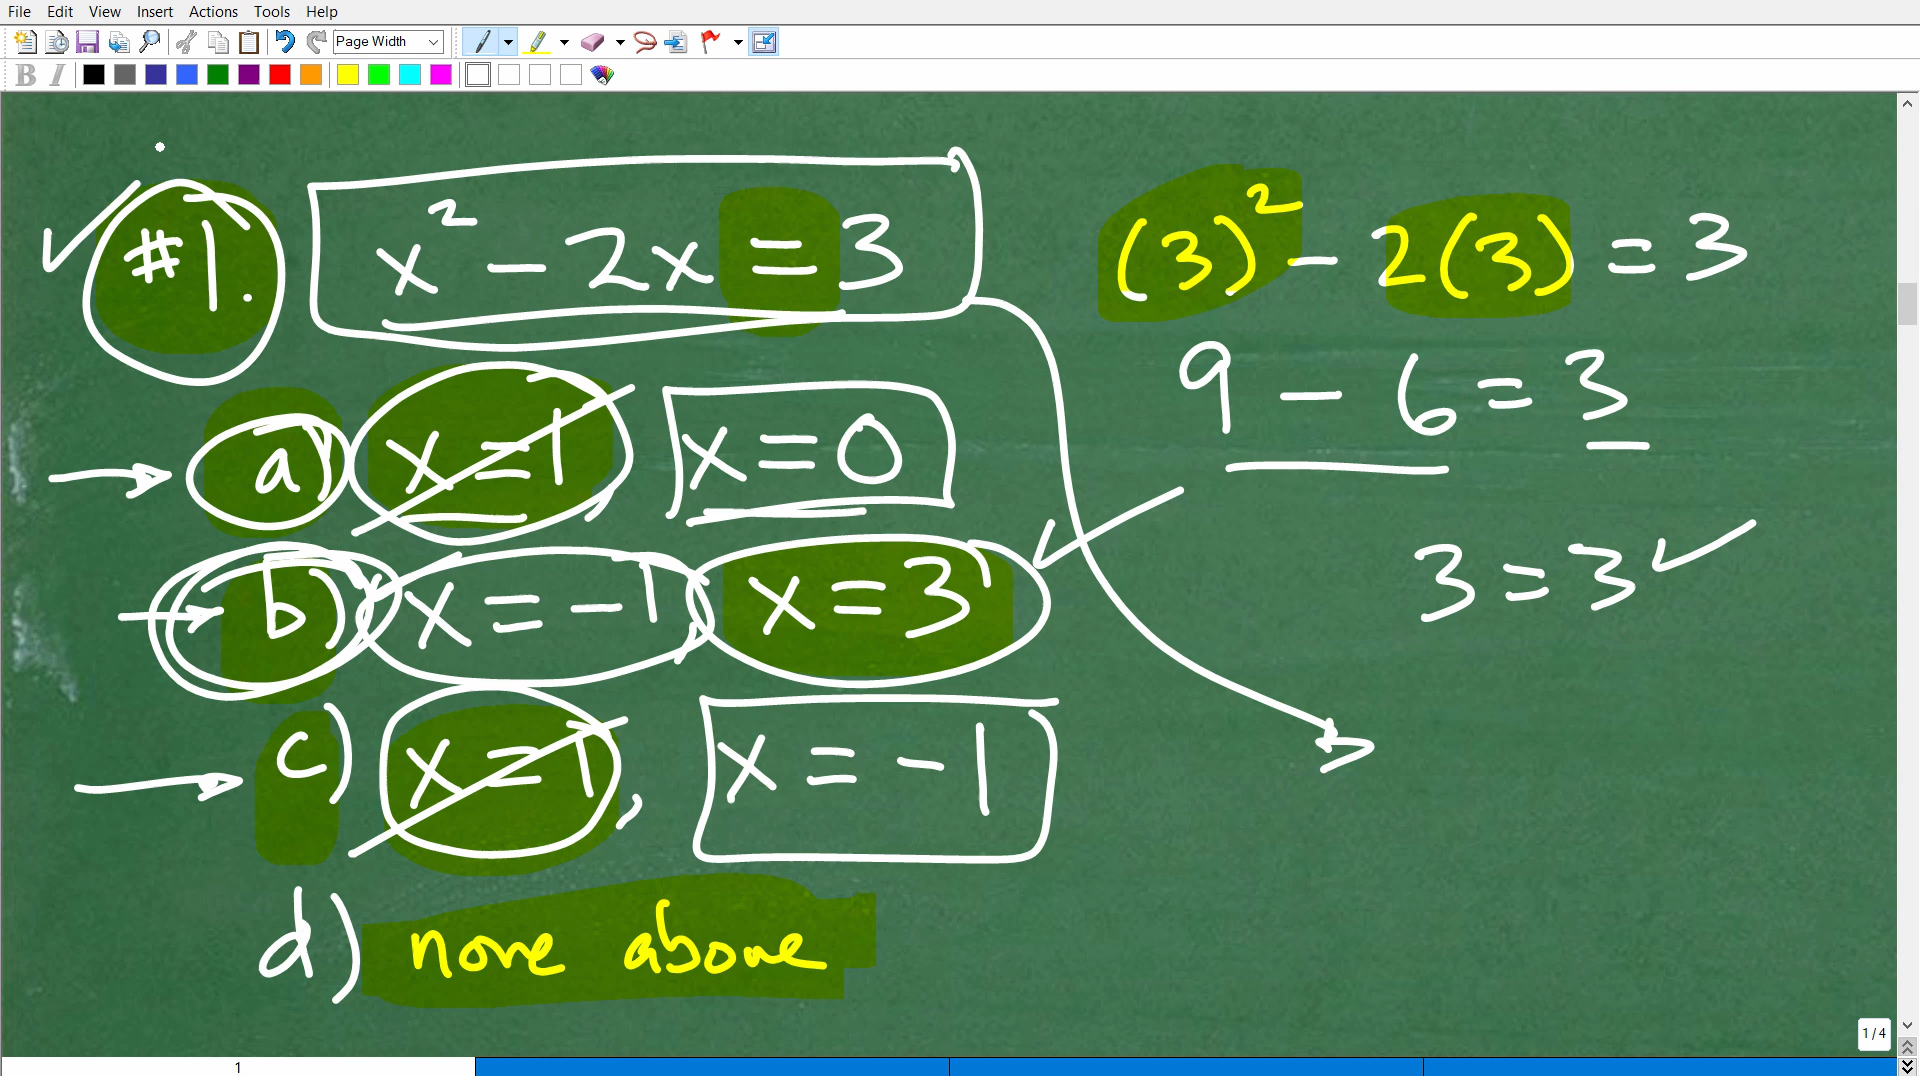 File Edit View Insert Actions Tools Help
Page Width
B I
#1. x² - 2x = 3
(3)² - 2(3) = 3
9 - 6 = 3
a) x = 1 x = 0
b) x = -1, x = 3
3 = 3 ✓
c) x = 1, x = -1
d) none above
1 / 4
1